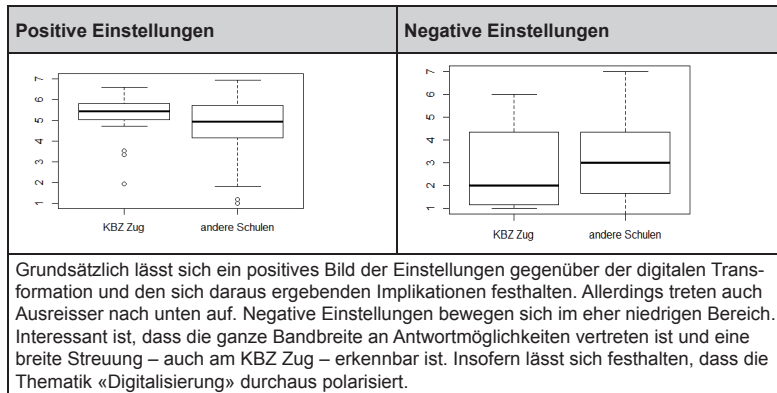 Positive Einstellungen
Negative Einstellungen
7
6
5
4
3
2
1
KBZ Zug
andere Schulen
7
6
5
4
3
2
1
KBZ Zug
andere Schulen
Grundsätzlich lässt sich ein positives Bild der Einstellungen gegenüber der digitalen Trans-
formation und den sich daraus ergebenden Implikationen festhalten. Allerdings treten auch
Ausreisser nach unten auf. Negative Einstellungen bewegen sich im eher niedrigen Bereich.
Interessant ist, dass die ganze Bandbreite an Antwortmöglichkeiten vertreten ist und eine
breite Streuung – auch am KBZ Zug – erkennbar ist. Insofern lässt sich festhalten, dass die
Thematik «Digitalisierung» durchaus polarisiert.